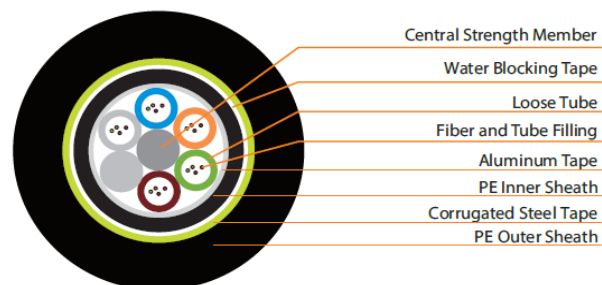 Central Strength Member
Water Blocking Tape
Loose Tube
Fiber and Tube Filling
Aluminum Tape
PE Inner Sheath
Corrugated Steel Tape
PE Outer Sheath